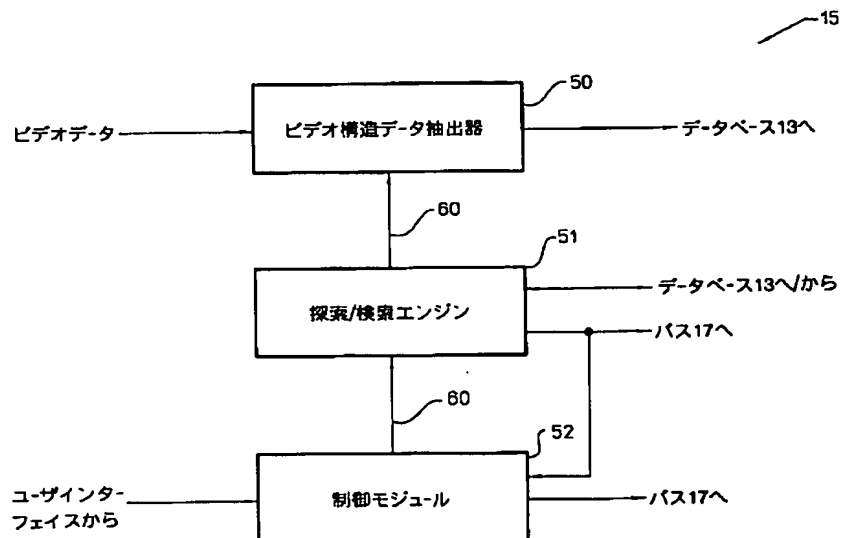 15
50
ビデオデータ
ビデオ構造データ抽出器
データベース13へ
60
51
データベース13へ/から
探索/検索エンジン
バス17へ
60
52
ユーザインター
フェイスから
制御モジュール
バス17へ